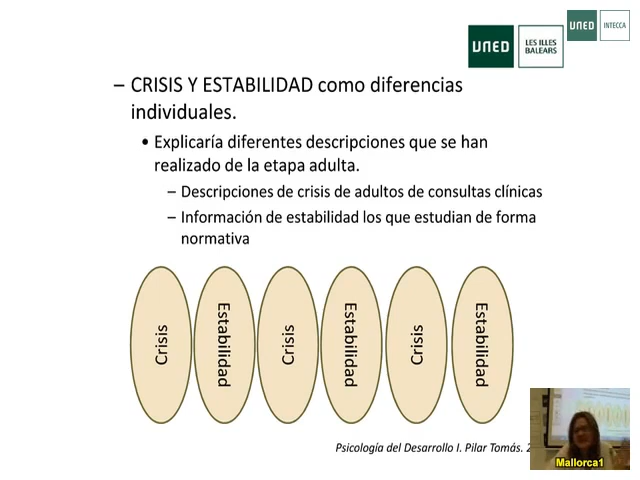 UNED
INTECCA
UNED
LES ILLES
BALEARS
– CRISIS Y ESTABILIDAD como diferencias
individuales.
• Explicaría diferentes descripciones que se han
realizado de la etapa adulta.
– Descripciones de crisis de adultos de consultas clínicas
– Información de estabilidad los que estudian de forma
normativa
Crisis
Estabilidad
Crisis
Estabilidad
Crisis
Estabilidad
Psicología del Desarrollo I. Pilar Tomás. 2
Mallorca1